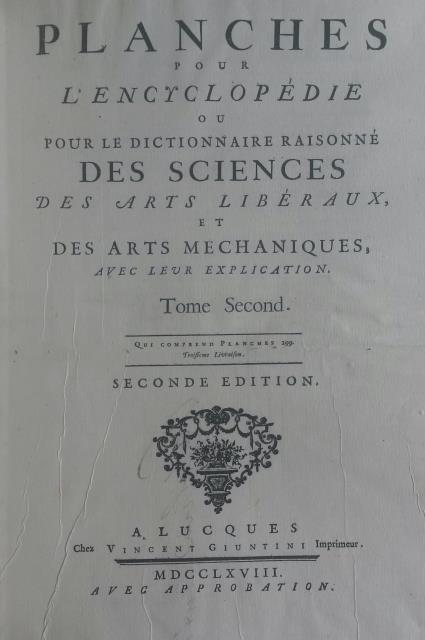 PLANCHES
POUR
L'ENCYCLOPÉDIE
OU
POUR LE DICTIONNAIRE RAISONNÉ
DES SCIENCES
DES ARTS LIBÉRAUX,
ET
DES ARTS MECHANIQUES,
AVEC LEUR EXPLICATION.
Tome Second.
QUI COMPREND PLANCHES 299.
Troisieme Livraison.
SECONDE EDITION.
A LUCQUES
Chez VINCENT GIUNTINI Imprimeur.
MDCCLXVIII.
AVEC APPROBATION.